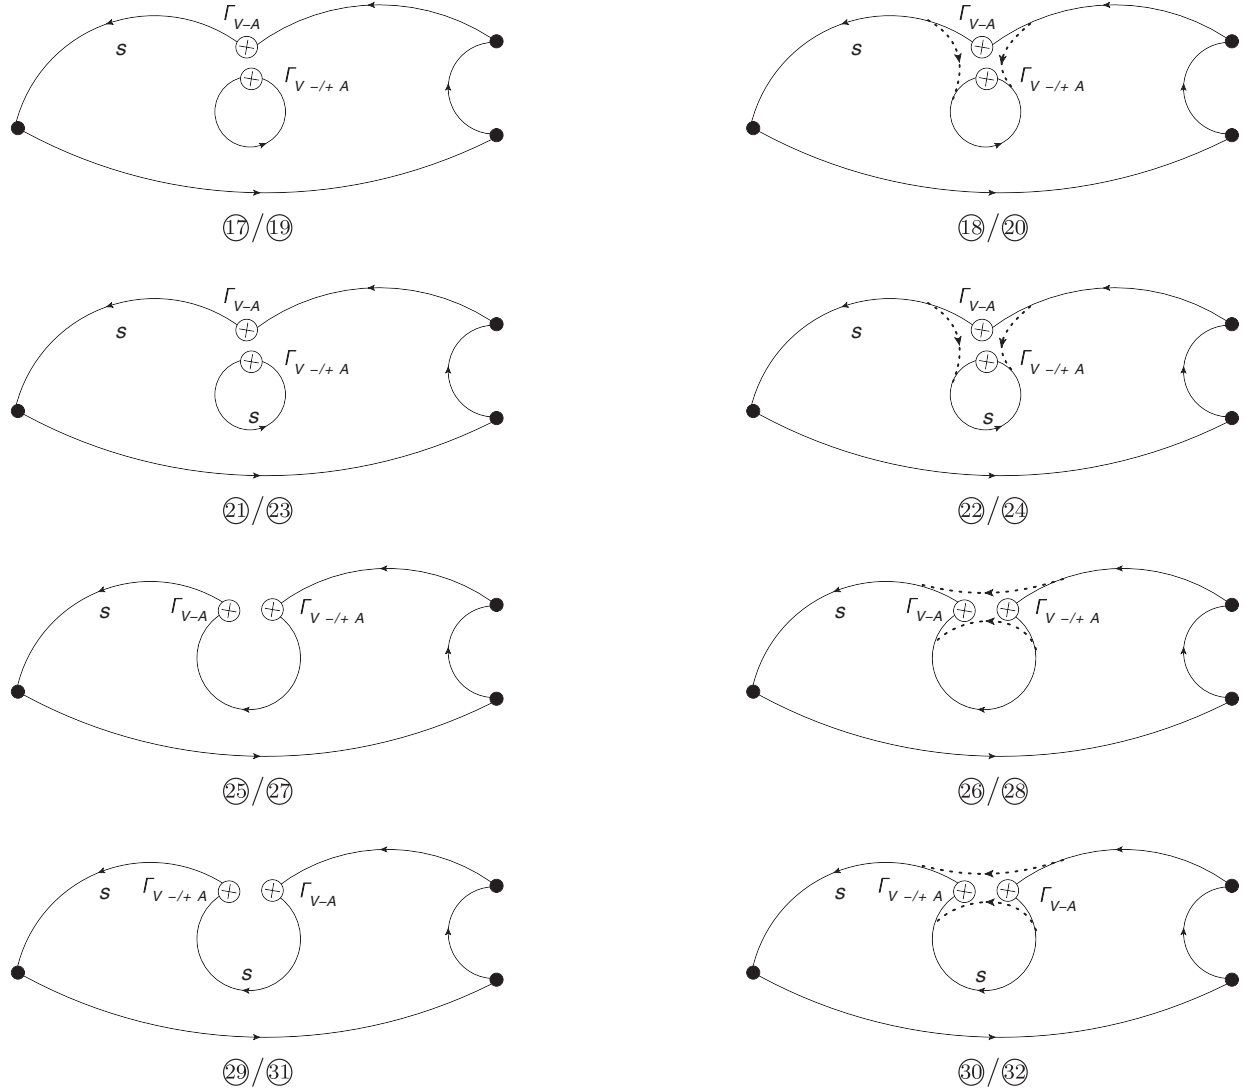 Γ_{V−A} Γ_{V−A}
s s
Γ_{V −/+ A} Γ_{V −/+ A}
⑰/⑲ ⑱/⑳
Γ_{V−A} Γ_{V−A}
s s
Γ_{V −/+ A} Γ_{V −/+ A}
s s
㉑/㉓ ㉒/㉔
s Γ_{V−A} Γ_{V −/+ A} s Γ_{V−A} Γ_{V −/+ A}
㉕/㉗ ㉖/㉘
s Γ_{V −/+ A} Γ_{V−A} s Γ_{V −/+ A} Γ_{V−A}
s s
㉙/㉛ ㉚/㉜